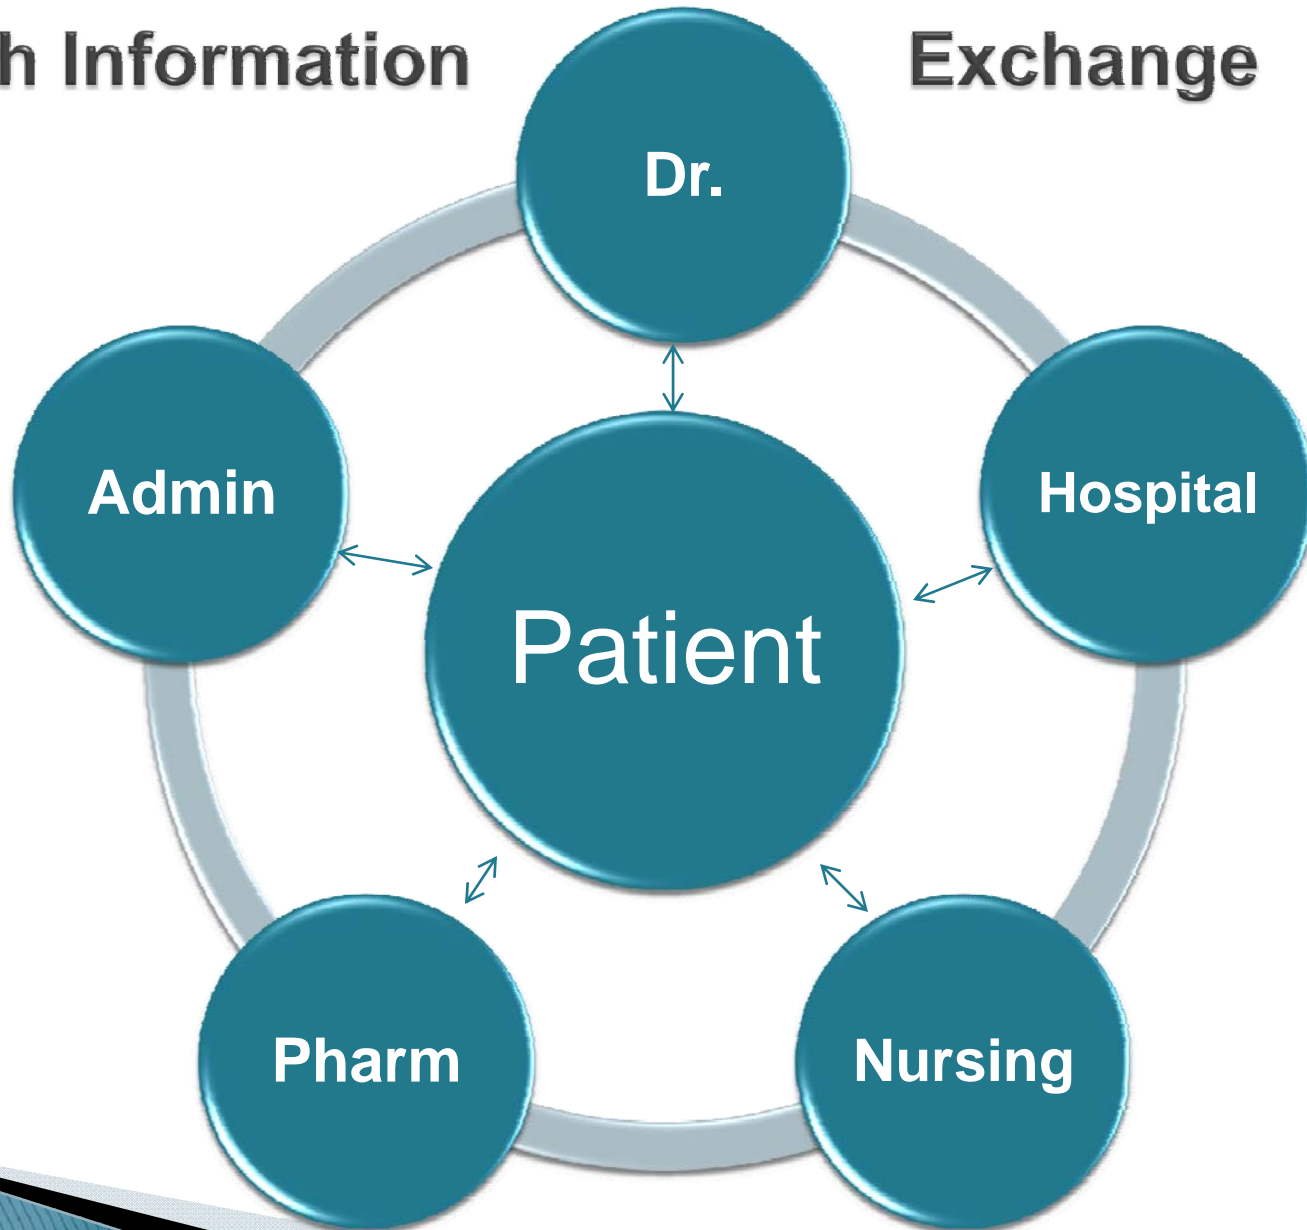 h Information Exchange
Dr.
Admin
Hospital
Patient
Pharm
Nursing